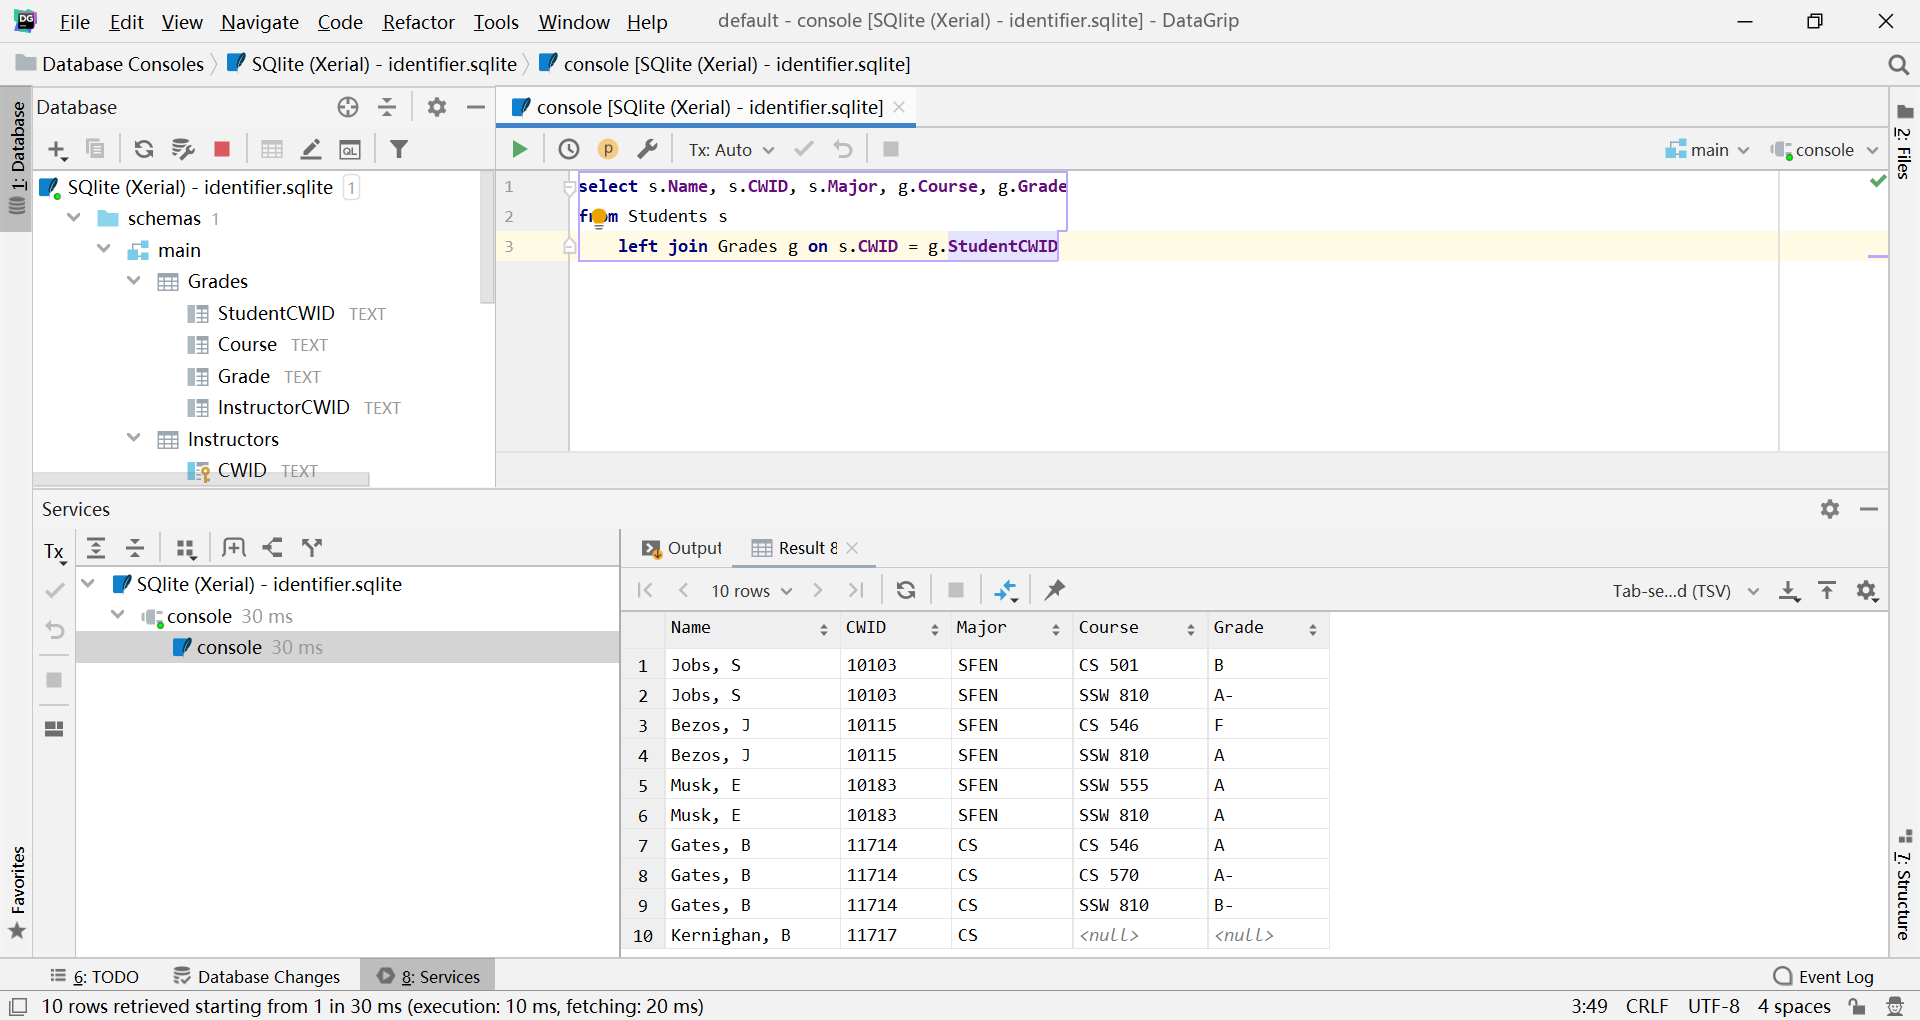 DG File Edit View Navigate Code Refactor Tools Window Help default - console [SQlite (Xerial) - identifier.sqlite] - DataGrip
Database Consoles SQlite (Xerial) - identifier.sqlite console [SQlite (Xerial) - identifier.sqlite]
1: Database
Database
console [SQlite (Xerial) - identifier.sqlite]
QL
p Tx: Auto main console
2: Files
SQlite (Xerial) - identifier.sqlite 1
schemas 1
main
Grades
StudentCWID TEXT
Course TEXT
Grade TEXT
InstructorCWID TEXT
Instructors
CWID TEXT
1 select s.Name, s.CWID, s.Major, g.Course, g.Grade
2 from Students s
3 left join Grades g on s.CWID = g.StudentCWID
Services
Tx
SQlite (Xerial) - identifier.sqlite
console 30 ms
console 30 ms
Output Result 8
10 rows Tab-se...d (TSV)
Name CWID Major Course Grade
1 Jobs, S 10103 SFEN CS 501 B
2 Jobs, S 10103 SFEN SSW 810 A-
3 Bezos, J 10115 SFEN CS 546 F
4 Bezos, J 10115 SFEN SSW 810 A
5 Musk, E 10183 SFEN SSW 555 A
6 Musk, E 10183 SFEN SSW 810 A
7 Gates, B 11714 CS CS 546 A
8 Gates, B 11714 CS CS 570 A-
9 Gates, B 11714 CS SSW 810 B-
10 Kernighan, B 11717 CS <null> <null>
Favorites
7: Structure
6: TODO Database Changes 8: Services Event Log
10 rows retrieved starting from 1 in 30 ms (execution: 10 ms, fetching: 20 ms) 3:49 CRLF UTF-8 4 spaces